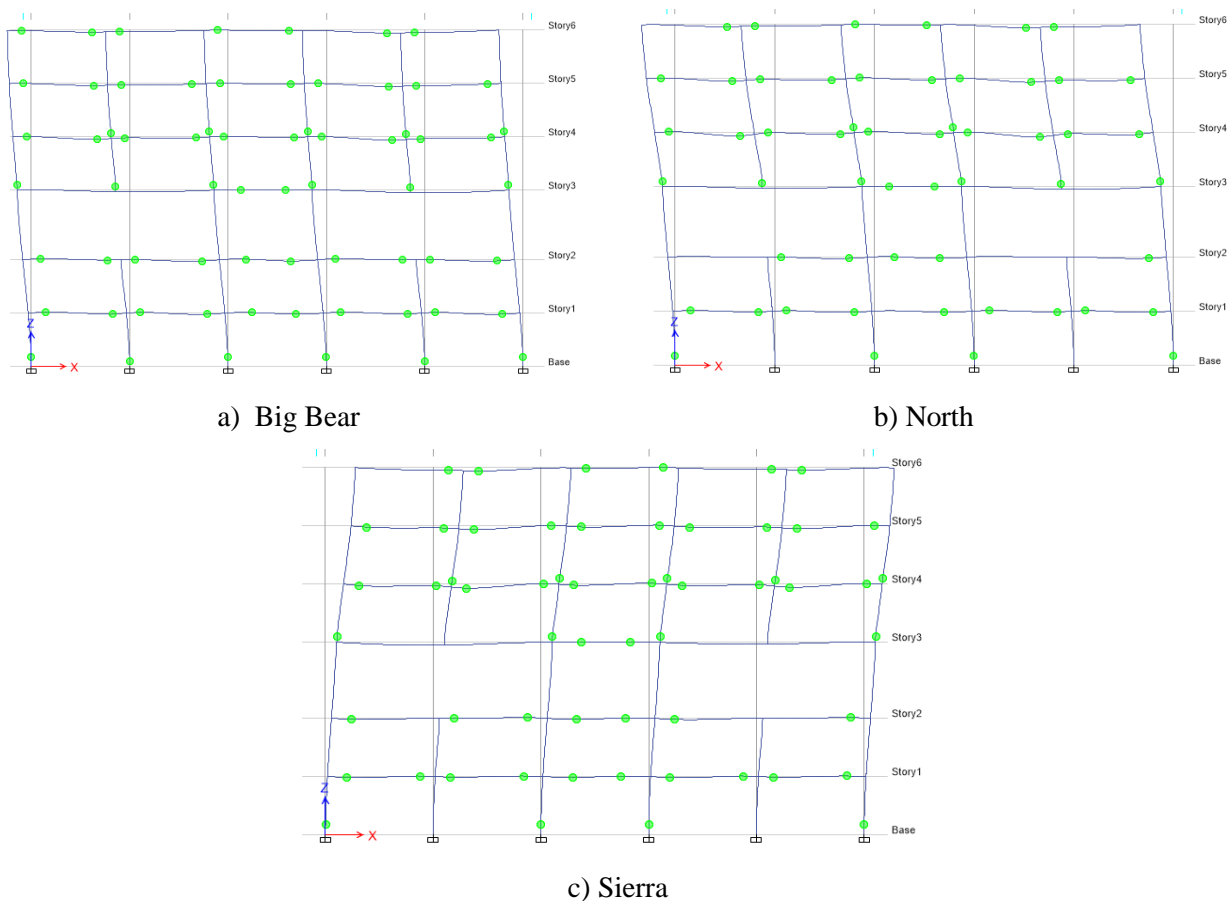 Story6
Story5
Story4
Story3
Story2
Story1
Z
X
Base
a) Big Bear
Story6
Story5
Story4
Story3
Story2
Story1
Z
X
Base
b) North
Story6
Story5
Story4
Story3
Story2
Story1
Z
X
Base
c) Sierra